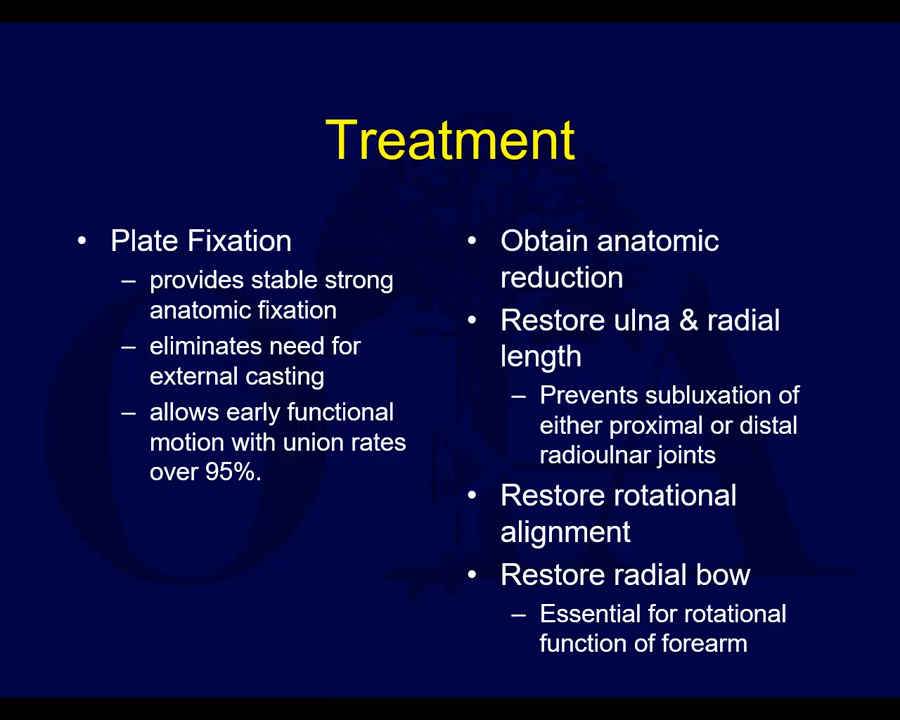 Treatment
• Plate Fixation
– provides stable strong
anatomic fixation
– eliminates need for
external casting
– allows early functional
motion with union rates
over 95%.
• Obtain anatomic
reduction
• Restore ulna & radial
length
– Prevents subluxation of
either proximal or distal
radioulnar joints
• Restore rotational
alignment
• Restore radial bow
– Essential for rotational
function of forearm
OTA